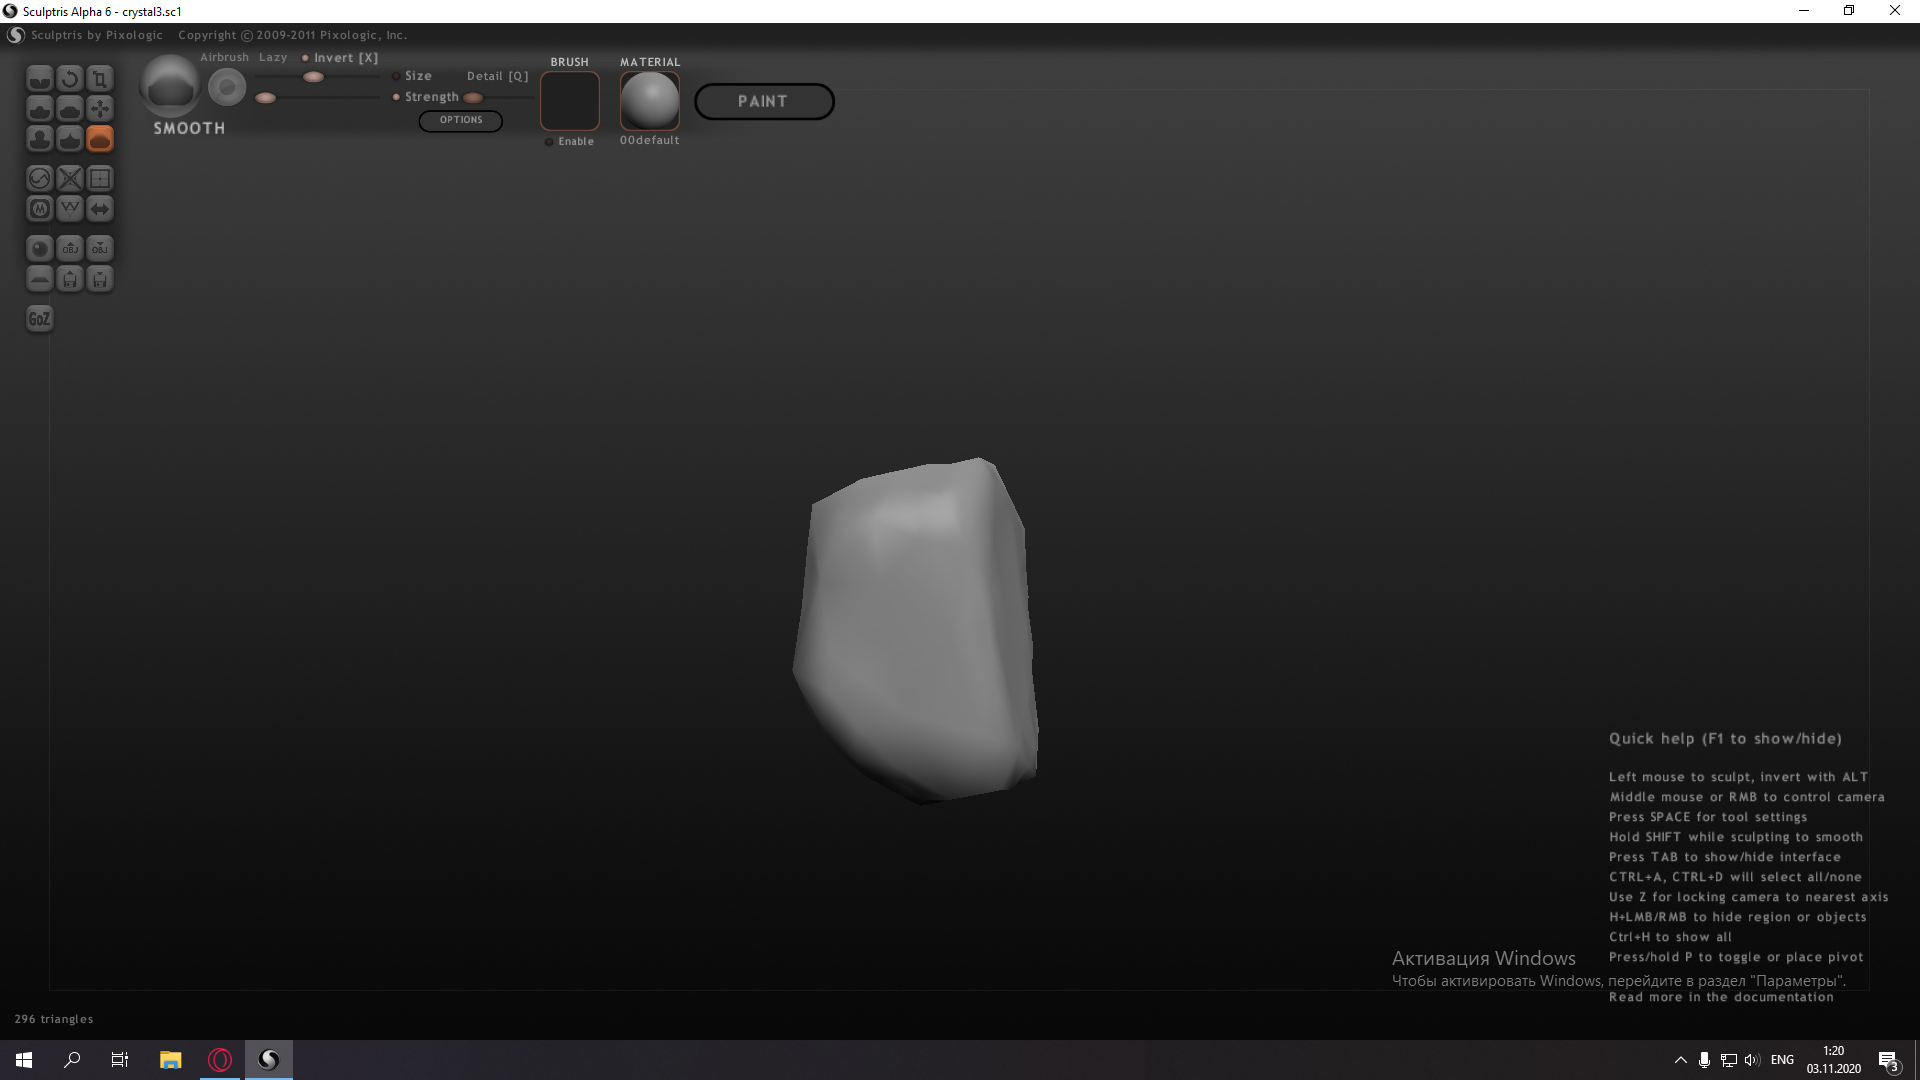 Sculptris Alpha 6 - crystal3.sc1
Sculptris by Pixologic Copyright © 2009-2011 Pixologic, Inc.
Airbrush Lazy Invert [X]
Size Detail [Q]
Strength
OPTIONS
SMOOTH
BRUSH
Enable
MATERIAL
00default
PAINT
OBJ OBJ
GoZ
Quick help (F1 to show/hide)
Left mouse to sculpt, invert with ALT
Middle mouse or RMB to control camera
Press SPACE for tool settings
Hold SHIFT while sculpting to smooth
Press TAB to show/hide interface
CTRL+A, CTRL+D will select all/none
Use Z for locking camera to nearest axis
H+LMB/RMB to hide region or objects
Ctrl+H to show all
Press/hold P to toggle or place pivot
Read more in the documentation
Активация Windows
Чтобы активировать Windows, перейдите в раздел "Параметры".
296 triangles
ENG
1:20
03.11.2020
3